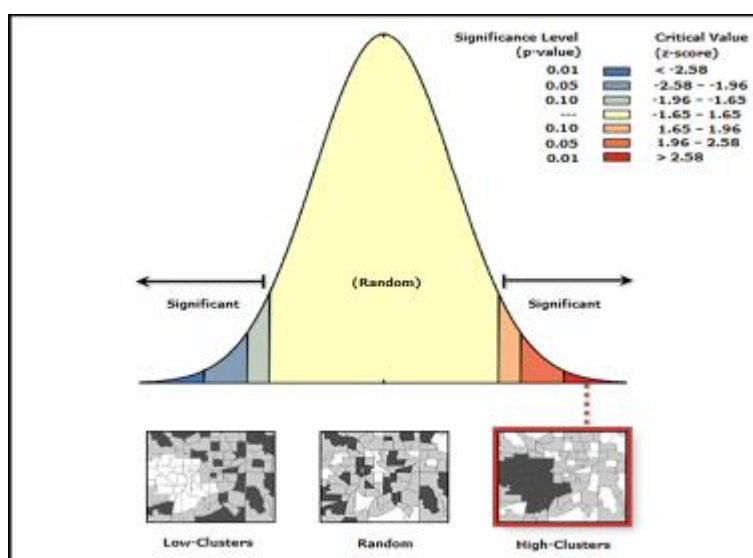 Significance Level Critical Value
(p-value) (z-score)
0.01 < -2.58
0.05 -2.58 – -1.96
0.10 -1.96 – -1.65
--- -1.65 – 1.65
0.10 1.65 – 1.96
0.05 1.96 – 2.58
0.01 > 2.58
(Random)
Significant Significant
Low-Clusters Random High-Clusters